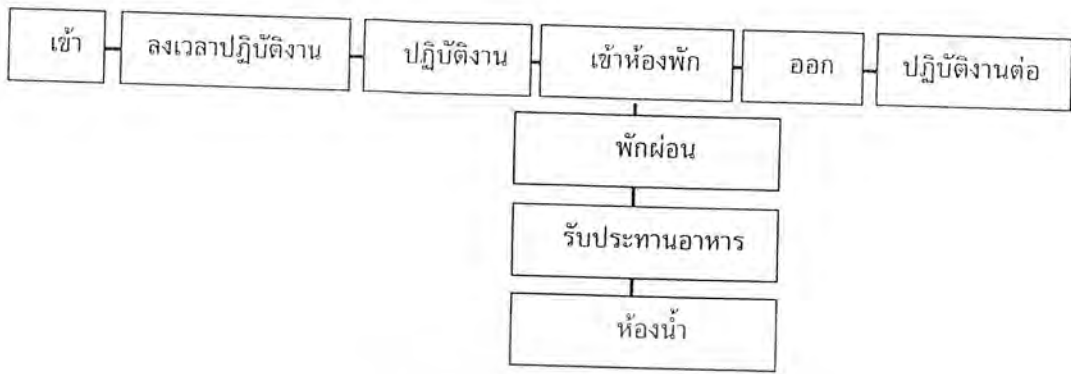 เข้า
ลงเวลาปฏิบัติงาน
ปฏิบัติงาน
เข้าห้องพัก
ออก
ปฏิบัติงานต่อ
พักผ่อน
รับประทานอาหาร
ห้องน้ำ